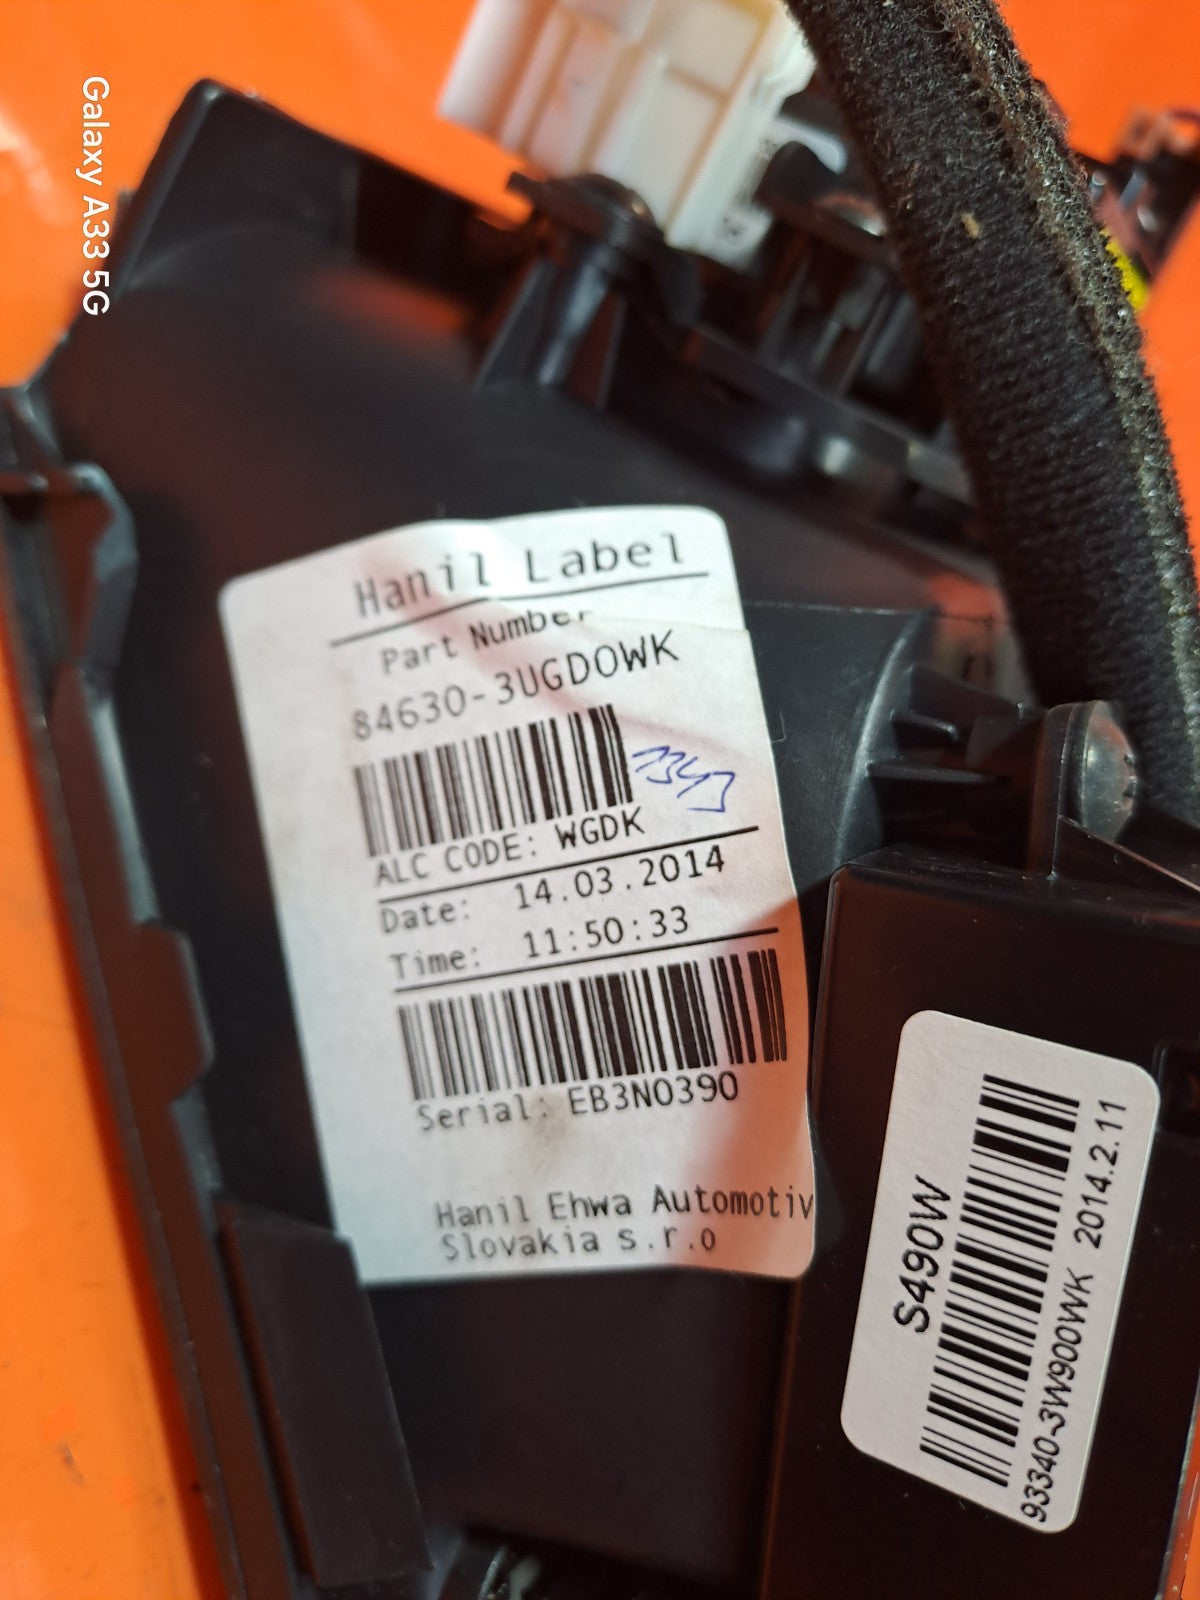 Galaxy A33 5G
Hanil Label
Part Number
84630-3UGD0WK
1343
ALC CODE: WGDK
Date: 14.03.2014
Time: 11:50:33
Serial: EB3N0390
Hanil Ehwa Automotiv
Slovakia s.r.o
S490W
93340-3W900WK 2014.2.11